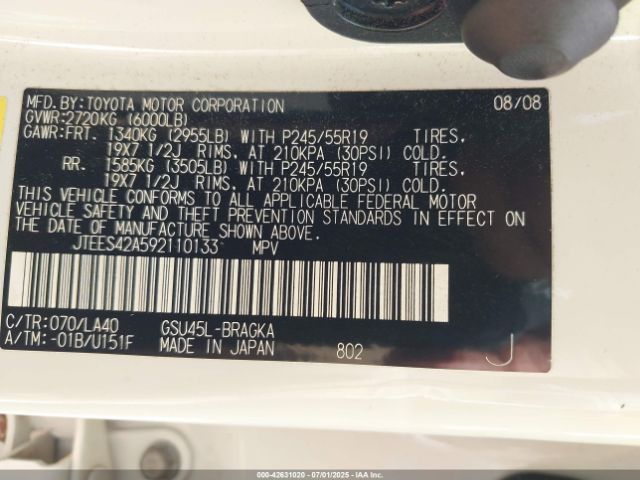 MFD.BY:TOYOTA MOTOR CORPORATION 08/08
GVWR:2720KG (6000LB)
GAWR:FRT. 1340KG (2955LB) WITH P245/55R19 TIRES,
19X7 1/2J RIMS, AT 210KPA (30PSI) COLD.
RR. 1585KG (3505LB) WITH P245/55R19 TIRES,
19X7 1/2J RIMS, AT 210KPA (30PSI) COLD.
THIS VEHICLE CONFORMS TO ALL APPLICABLE FEDERAL MOTOR
VEHICLE SAFETY AND THEFT PREVENTION STANDARDS IN EFFECT ON
THE DATE OF MANUFACTURE SHOWN ABOVE.
JTEES42A592110133 MPV
C/TR:070/LA40 GSU45L-BRAGKA
A/TM:-01B/U151F MADE IN JAPAN 802 J
000-42631020 - 07/01/2025 - IAAI.COM